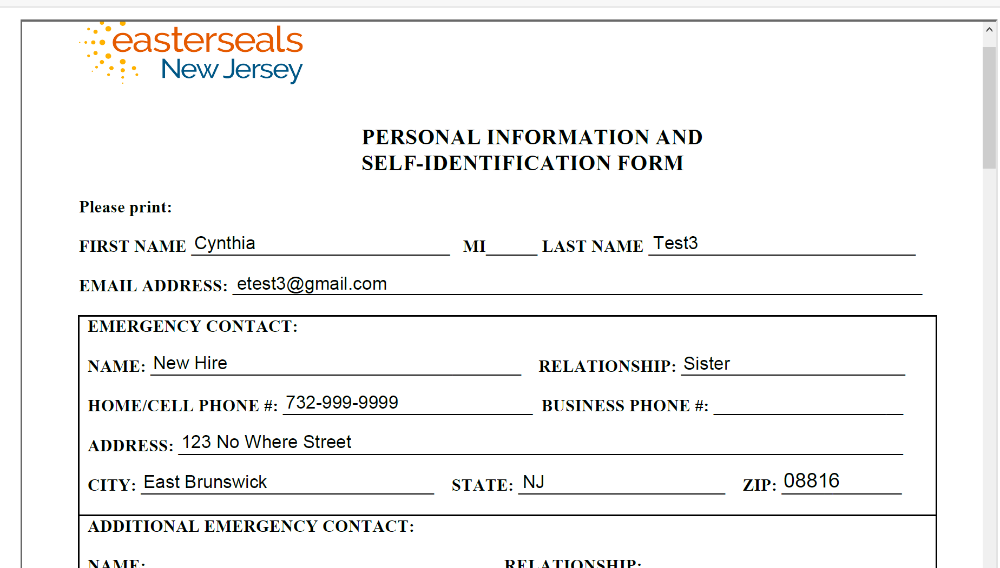 easterseals
New Jersey
PERSONAL INFORMATION AND
SELF-IDENTIFICATION FORM
Please print:
FIRST NAME Cynthia MI LAST NAME Test3
EMAIL ADDRESS: etest3@gmail.com
EMERGENCY CONTACT:
NAME: New Hire RELATIONSHIP: Sister
HOME/CELL PHONE #: 732-999-9999 BUSINESS PHONE #:
ADDRESS: 123 No Where Street
CITY: East Brunswick STATE: NJ ZIP: 08816
ADDITIONAL EMERGENCY CONTACT:
NAME: RELATIONSHIP: